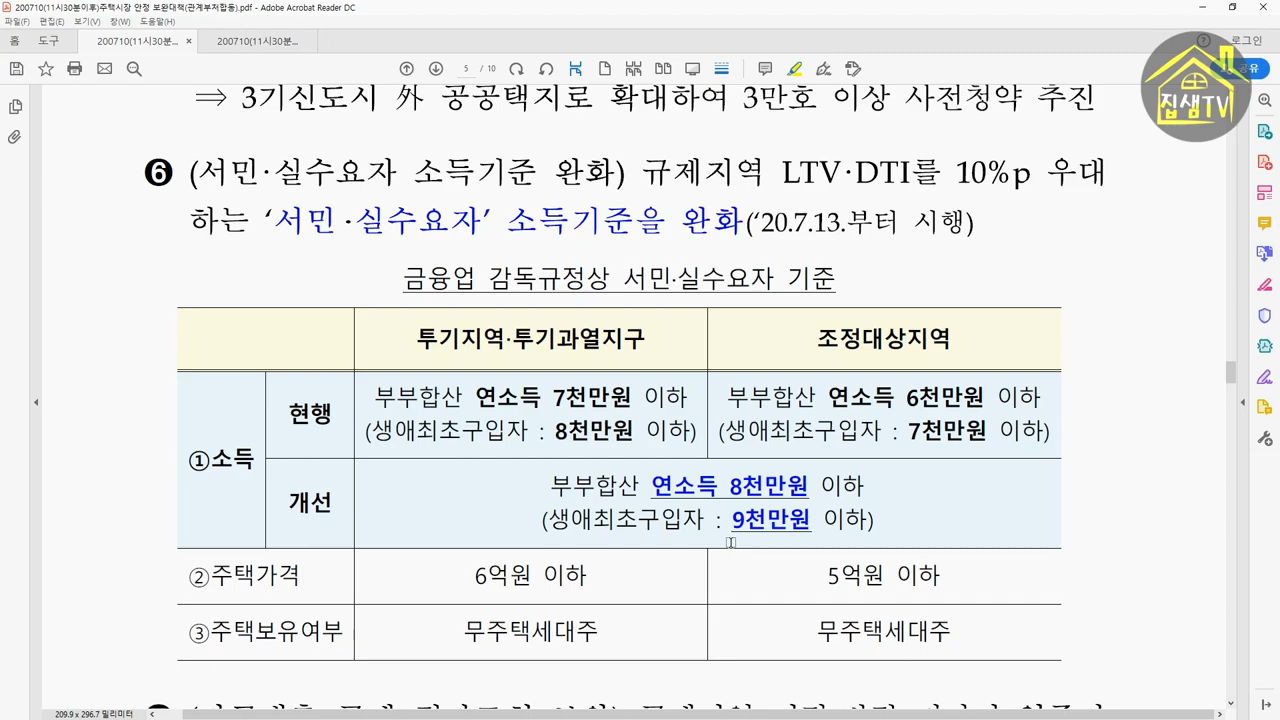 200710(11시30분이후)주택시장 안정 보완대책(관계부처합동).pdf - Adobe Acrobat Reader DC
파일(F) 편집(E) 보기(V) 창(W) 도움말(H)
홈 도구 200710(11시30분... × 200710(11시30분... 로그인
5 / 10 공유
집샘TV
⇒ 3기신도시 外 공공택지로 확대하여 3만호 이상 사전청약 추진
❻ (서민·실수요자 소득기준 완화) 규제지역 LTV·DTI를 10%p 우대
하는 ‘서민·실수요자’ 소득기준을 완화(‘20.7.13.부터 시행)
금융업 감독규정상 서민·실수요자 기준
투기지역·투기과열지구 조정대상지역
①소득 현행 부부합산 연소득 7천만원 이하 부부합산 연소득 6천만원 이하
(생애최초구입자 : 8천만원 이하) (생애최초구입자 : 7천만원 이하)
개선 부부합산 연소득 8천만원 이하
(생애최초구입자 : 9천만원 이하)
②주택가격 6억원 이하 5억원 이하
③주택보유여부 무주택세대주 무주택세대주
209.9 x 296.7 밀리미터